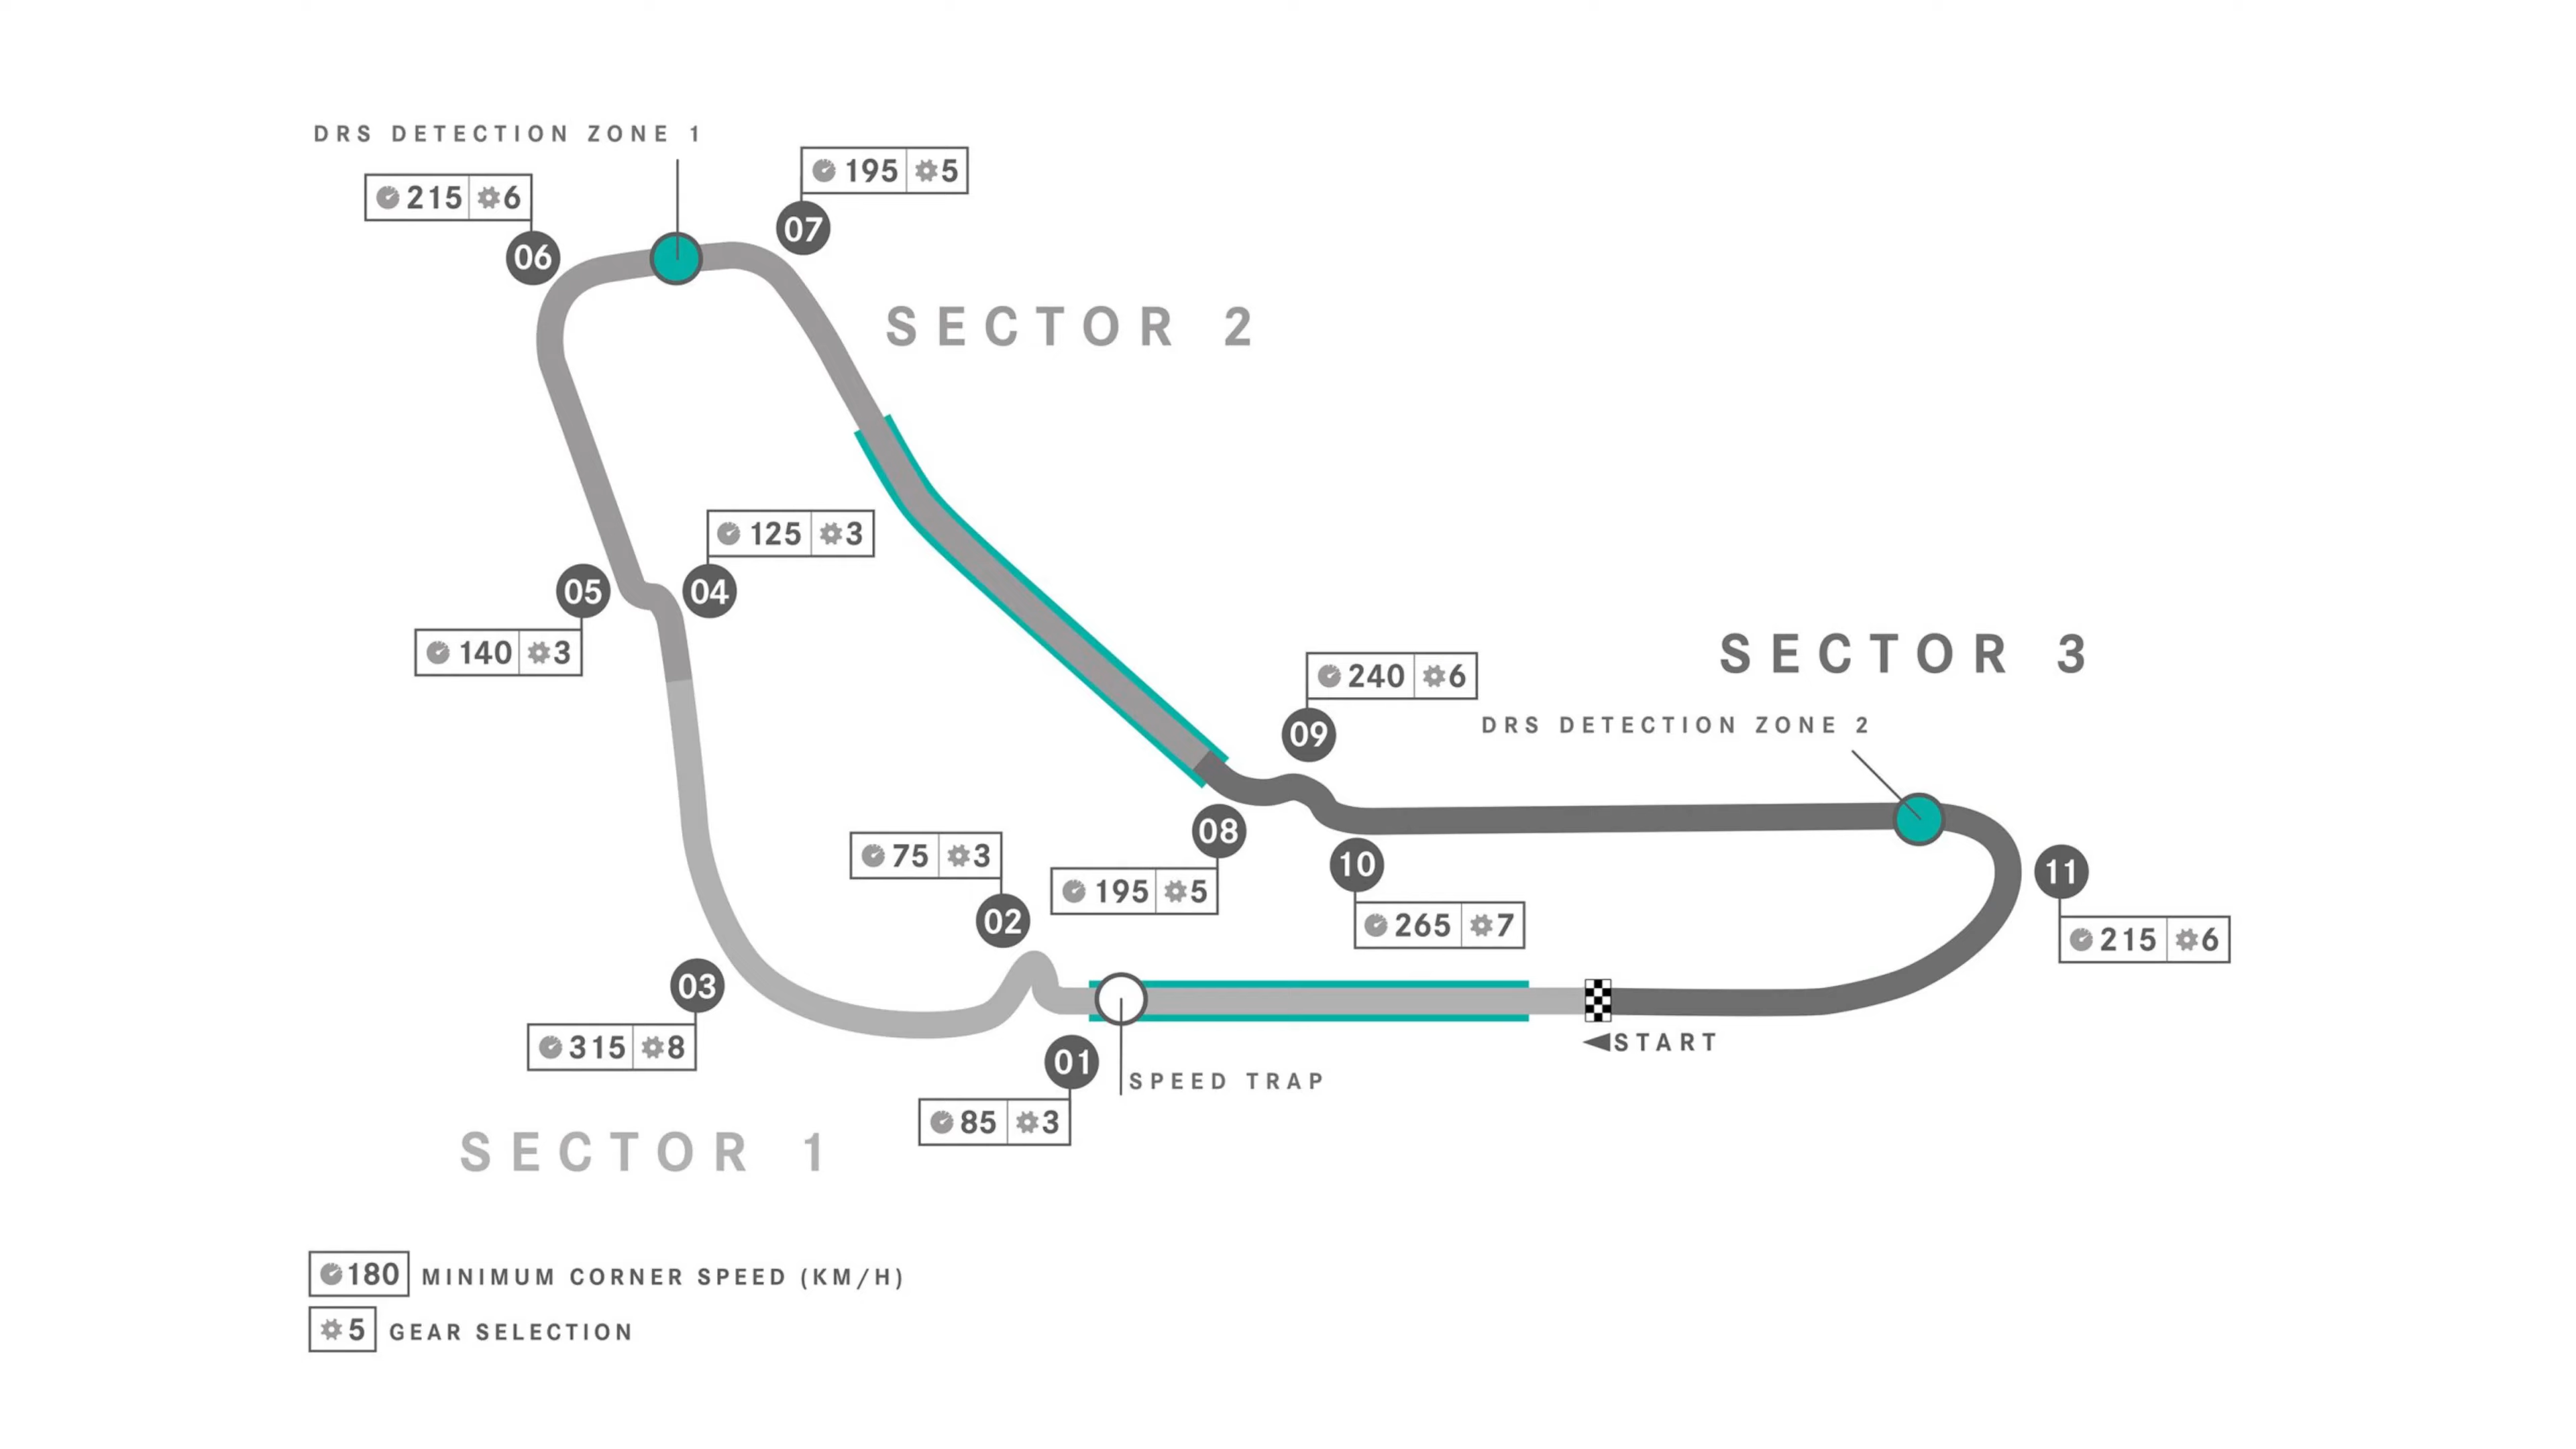 DRS DETECTION ZONE 1
195 5
215 6
07
06
SECTOR 2
125 3
05
04
140 3
SECTOR 3
240 6
DRS DETECTION ZONE 2
09
08
75 3
10
11
195 5
02
265 7
215 6
03
START
315 8
01
SPEED TRAP
85 3
SECTOR 1
180 MINIMUM CORNER SPEED (KM/H)
5 GEAR SELECTION